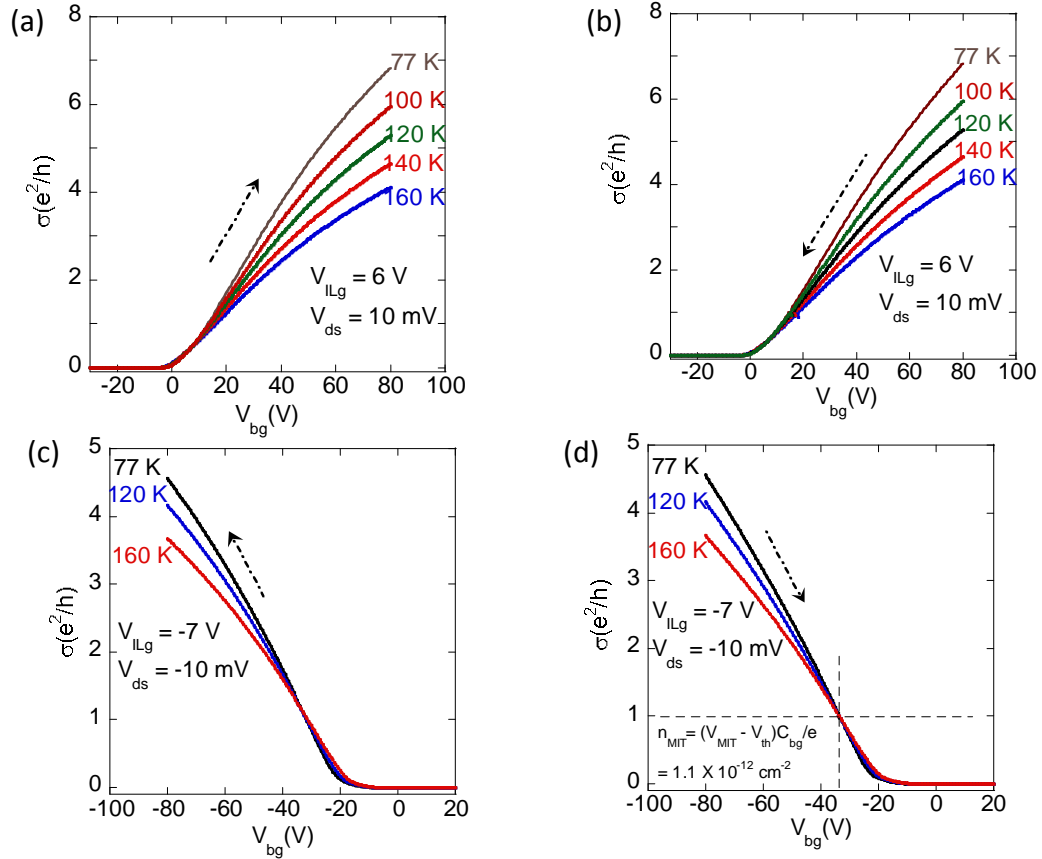 (a)
8
6
4
2
0
σ(e²/h)
77 K
100 K
120 K
140 K
160 K
V_ILg = 6 V
V_ds = 10 mV
-20 0 20 40 60 80 100
V_bg(V)
(b)
8
6
4
2
0
σ(e²/h)
77 K
100 K
120 K
140 K
160 K
V_ILg = 6 V
V_ds = 10 mV
-20 0 20 40 60 80 100
V_bg(V)
(c)
5
4
3
2
1
0
σ(e²/h)
77 K
120 K
160 K
V_ILg = -7 V
V_ds = -10 mV
-100 -80 -60 -40 -20 0 20
V_bg(V)
(d)
5
4
3
2
1
0
σ(e²/h)
77 K
120 K
160 K
V_ILg = -7 V
V_ds = -10 mV
n_MIT= (V_MIT - V_th)C_bg/e
= 1.1 X 10⁻¹² cm⁻²
-100 -80 -60 -40 -20 0 20
V_bg(V)